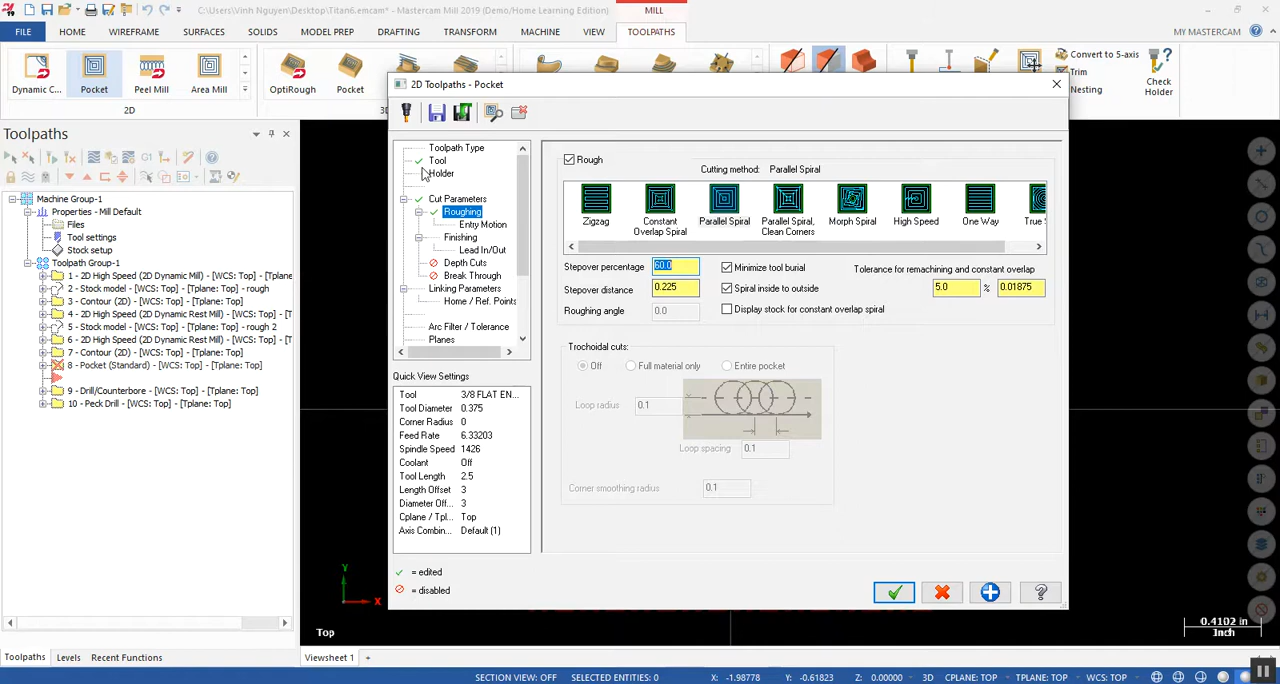 C:\Users\Vinh Nguyen\Desktop\Titan6.emcam* - Mastercam Mill 2019 (Demo/Home Learning Edition)
MILL
FILE HOME WIREFRAME SURFACES SOLIDS MODEL PREP DRAFTING TRANSFORM MACHINE VIEW TOOLPATHS MY MASTERCAM
Dynamic C... Pocket Peel Mill Area Mill OptiRough Pocket
Convert to 5-axis
Trim
Nesting
Check
Holder
2D
2D Toolpaths - Pocket
Toolpaths
G1
Machine Group-1
Properties - Mill Default
Files
Tool settings
Stock setup
Toolpath Group-1
1 - 2D High Speed (2D Dynamic Mill) - [WCS: Top] - [Tplane:
2 - Stock model - [WCS: Top] - [Tplane: Top] - rough
3 - Contour (2D) - [WCS: Top] - [Tplane: Top]
4 - 2D High Speed (2D Dynamic Rest Mill) - [WCS: Top] - [T
5 - Stock model - [WCS: Top] - [Tplane: Top] - rough 2
6 - 2D High Speed (2D Dynamic Rest Mill) - [WCS: Top] - [T
7 - Contour (2D) - [WCS: Top] - [Tplane: Top]
8 - Pocket (Standard) - [WCS: Top] - [Tplane: Top]
9 - Drill/Counterbore - [WCS: Top] - [Tplane: Top]
10 - Peck Drill - [WCS: Top] - [Tplane: Top]
Toolpath Type
Tool
Holder
Cut Parameters
Roughing
Entry Motion
Finishing
Lead In/Out
Depth Cuts
Break Through
Linking Parameters
Home / Ref. Points
Arc Filter / Tolerance
Planes
Quick View Settings
Tool 3/8 FLAT EN...
Tool Diameter 0.375
Corner Radius 0
Feed Rate 6.33203
Spindle Speed 1426
Coolant Off
Tool Length 2.5
Length Offset 3
Diameter Off... 3
Cplane / Tpl... Top
Axis Combin... Default (1)
= edited
= disabled
Rough
Cutting method: Parallel Spiral
Zigzag Constant Overlap Spiral Parallel Spiral Parallel Spiral, Clean Corners Morph Spiral High Speed One Way True S
Stepover percentage 60.0 Minimize tool burial Tolerance for remachining and constant overlap
Stepover distance 0.225 Spiral inside to outside 5.0 % 0.01875
Roughing angle 0.0 Display stock for constant overlap spiral
Trochoidal cuts:
Off Full material only Entire pocket
Loop radius 0.1
Loop spacing 0.1
Corner smoothing radius 0.1
Y
X
Top
0.4102 in
Inch
Toolpaths Levels Recent Functions Viewsheet 1 +
SECTION VIEW: OFF SELECTED ENTITIES: 0 X: -1.98778 Y: -0.61823 Z: 0.00000 3D CPLANE: TOP TPLANE: TOP WCS: TOP